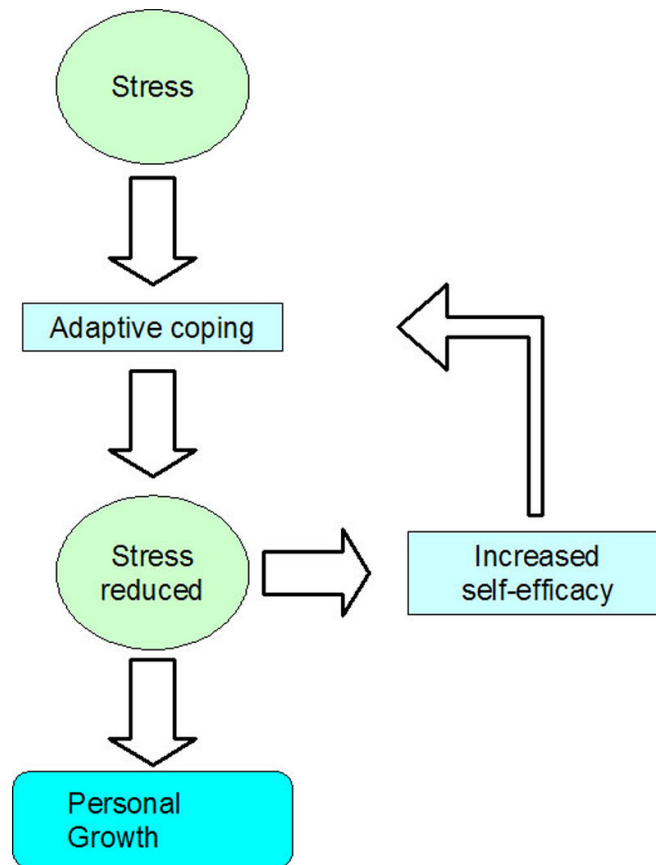 Stress
Adaptive coping
Stress
reduced
Increased
self-efficacy
Personal
Growth